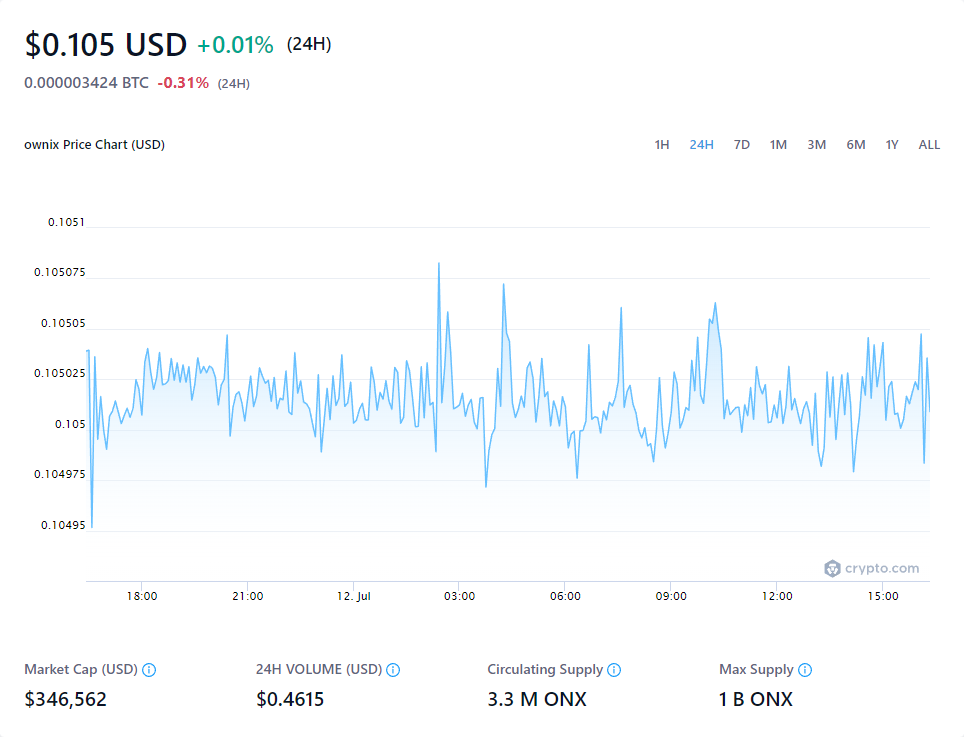 $0.105 USD +0.01% (24H)
0.000003424 BTC -0.31% (24H)
ownix Price Chart (USD) 1H 24H 7D 1M 3M 6M 1Y ALL
0.1051
0.105075
0.10505
0.105025
0.105
0.104975
0.10495
crypto.com
18:00 21:00 12. Jul 03:00 06:00 09:00 12:00 15:00
Market Cap (USD) 24H VOLUME (USD) Circulating Supply Max Supply
$346,562 $0.4615 3.3 M ONX 1 B ONX